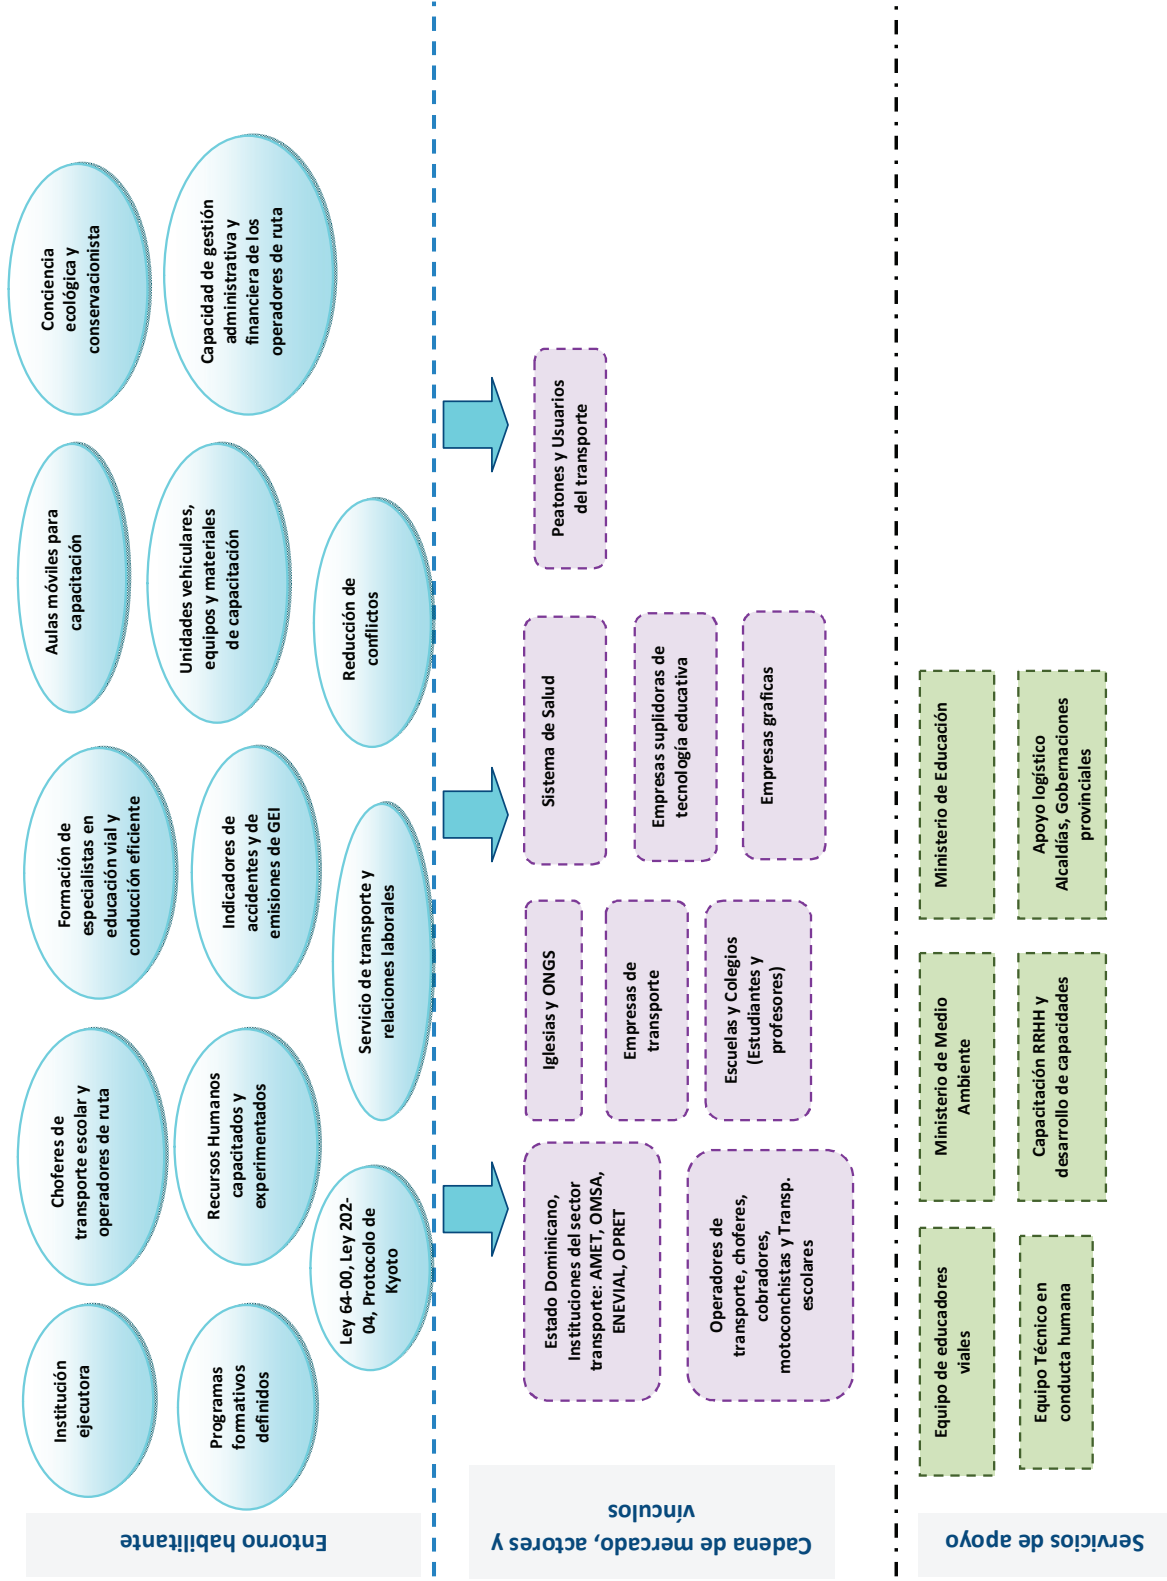 Entorno habilitante
Institución
ejecutora
Choferes de
transporte escolar y
operadores de ruta
Formación de
especialistas en
educación vial y
conducción eficiente
Aulas móviles para
capacitación
Conciencia
ecológica y
conservacionista
Programas
formativos
definidos
Recursos Humanos
capacitados y
experimentados
Indicadores de
accidentes y de
emisiones de GEI
Unidades vehiculares,
equipos y materiales
de capacitación
Capacidad de gestión
administrativa y
financiera de los
operadores de ruta
Ley 64-00, Ley 202-
04, Protocolo de
Kyoto
Servicio de transporte y
relaciones laborales
Reducción de
conflictos
Cadena de mercado, actores y
vínculos
Estado Dominicano,
Instituciones del sector
transporte: AMET, OMSA,
ENEVIAL, OPRET
Iglesias y ONGS
Sistema de Salud
Peatones y Usuarios
del transporte
Empresas de
transporte
Empresas suplidoras de
tecnología educativa
Operadores de
transporte, choferes,
cobradores,
motoconchistas y Transp.
escolares
Escuelas y Colegios
(Estudiantes y
profesores)
Empresas graficas
Servicios de apoyo
Equipo de educadores
viales
Ministerio de Medio
Ambiente
Ministerio de Educación
Equipo Técnico en
conducta humana
Capacitación RRHH y
desarrollo de capacidades
Apoyo logístico
Alcaldías, Gobernaciones
provinciales